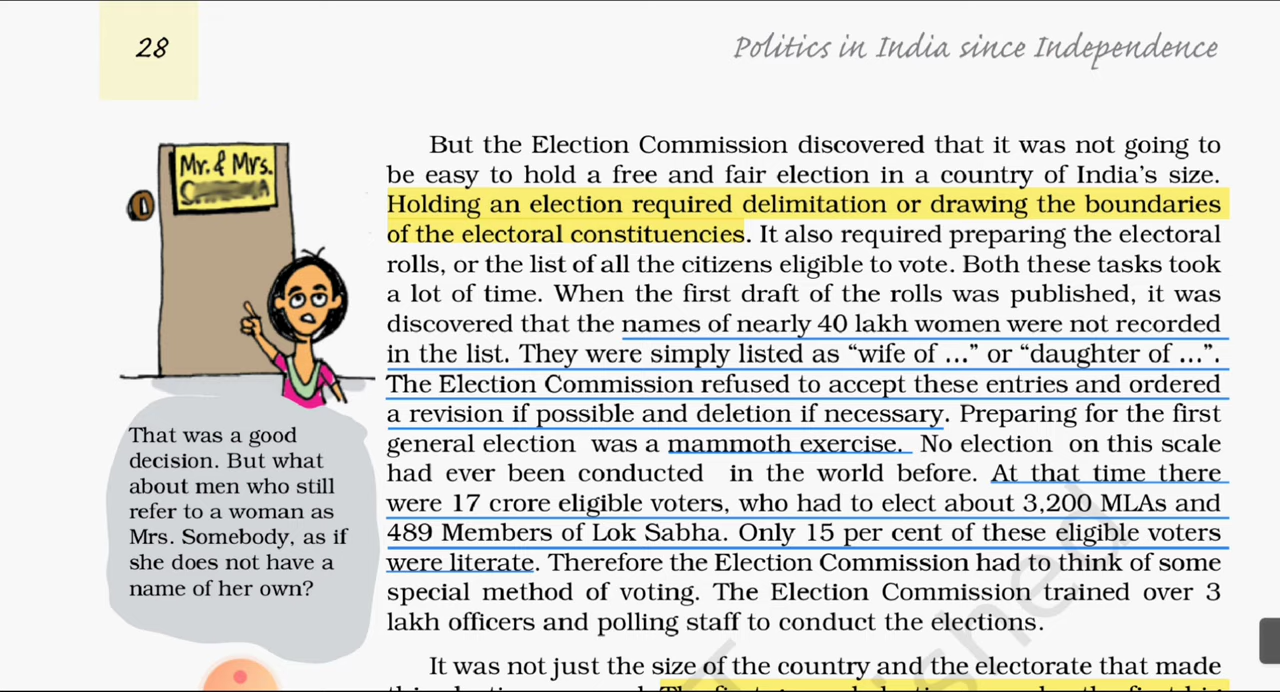 28
Politics in India since Independence
Mr. & Mrs.
But the Election Commission discovered that it was not going to
be easy to hold a free and fair election in a country of India's size.
Holding an election required delimitation or drawing the boundaries
of the electoral constituencies. It also required preparing the electoral
rolls, or the list of all the citizens eligible to vote. Both these tasks took
a lot of time. When the first draft of the rolls was published, it was
discovered that the names of nearly 40 lakh women were not recorded
in the list. They were simply listed as “wife of ...” or “daughter of ...”.
The Election Commission refused to accept these entries and ordered
a revision if possible and deletion if necessary. Preparing for the first
general election was a mammoth exercise. No election on this scale
had ever been conducted in the world before. At that time there
were 17 crore eligible voters, who had to elect about 3,200 MLAs and
489 Members of Lok Sabha. Only 15 per cent of these eligible voters
were literate. Therefore the Election Commission had to think of some
special method of voting. The Election Commission trained over 3
lakh officers and polling staff to conduct the elections.
It was not just the size of the country and the electorate that made
That was a good
decision. But what
about men who still
refer to a woman as
Mrs. Somebody, as if
she does not have a
name of her own?